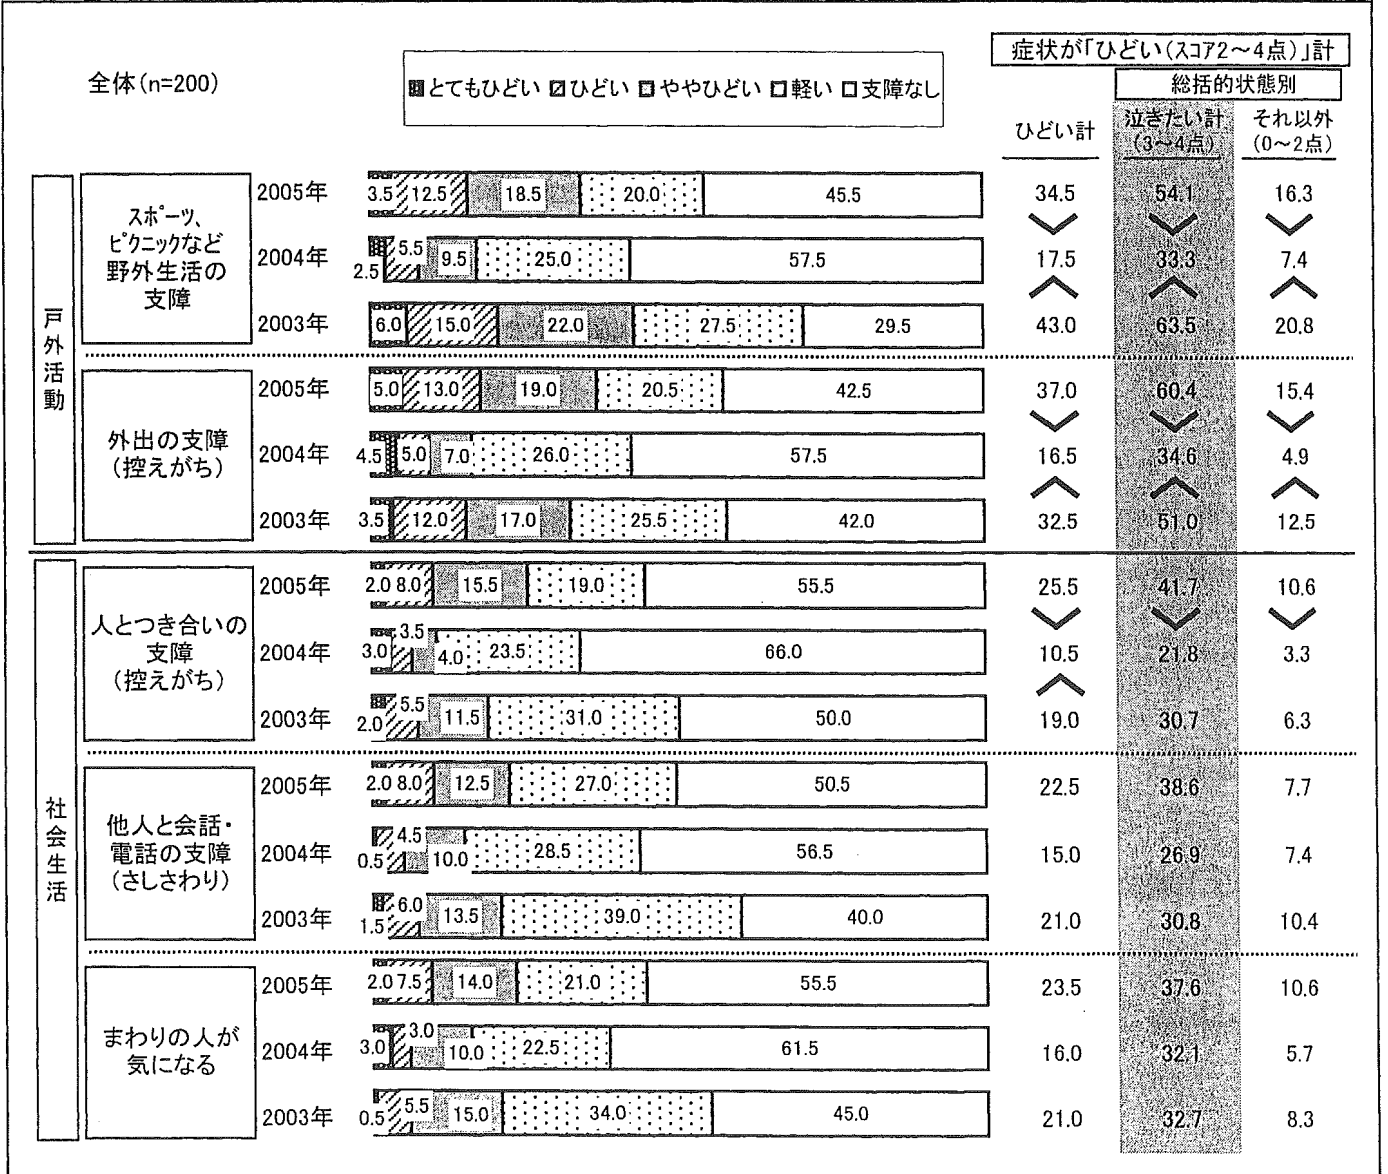 症状が「ひどい(スコア2〜4点)」計
全体(n=200)
とてもひどい ひどい ややひどい 軽い 支障なし
総括的状態別
ひどい計 泣きたい計 それ以外
(3〜4点) (0〜2点)
戸外活動
スポーツ、
ピクニックなど
野外生活の
支障
2005年 3.5 12.5 18.5 20.0 45.5 34.5 54.1 16.3
2004年 2.5 5.5 9.5 25.0 57.5 17.5 33.3 7.4
2003年 6.0 15.0 22.0 27.5 29.5 43.0 63.5 20.8
外出の支障
(控えがち)
2005年 5.0 13.0 19.0 20.5 42.5 37.0 60.4 15.4
2004年 4.5 5.0 7.0 26.0 57.5 16.5 34.6 4.9
2003年 3.5 12.0 17.0 25.5 42.0 32.5 51.0 12.5
社会生活
人とつき合いの
支障
(控えがち)
2005年 2.0 8.0 15.5 19.0 55.5 25.5 41.7 10.6
2004年 3.0 3.5 4.0 23.5 66.0 10.5 21.8 3.3
2003年 2.0 5.5 11.5 31.0 50.0 19.0 30.7 6.3
他人と会話・
電話の支障
(さしさわり)
2005年 2.0 8.0 12.5 27.0 50.5 22.5 38.6 7.7
2004年 0.5 4.5 10.0 28.5 56.5 15.0 26.9 7.4
2003年 1.5 6.0 13.5 39.0 40.0 21.0 30.8 10.4
まわりの人が
気になる
2005年 2.0 7.5 14.0 21.0 55.5 23.5 37.6 10.6
2004年 3.0 3.0 10.0 22.5 61.5 16.0 32.1 5.7
2003年 0.5 5.5 15.0 34.0 45.0 21.0 32.7 8.3